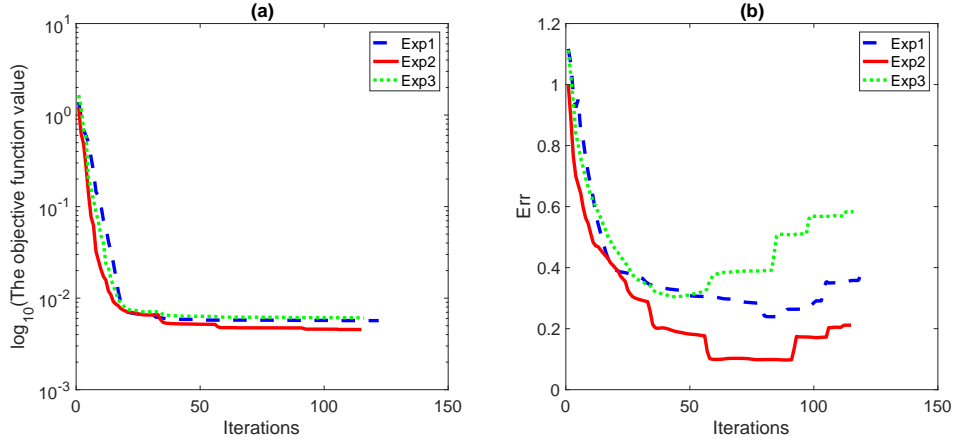 (a)
log10(The objective function value)
10^1
10^0
10^-1
10^-2
10^-3
0
50
100
150
Iterations
Exp1
Exp2
Exp3
(b)
Err
1.2
1
0.8
0.6
0.4
0.2
0
0
50
100
150
Iterations
Exp1
Exp2
Exp3